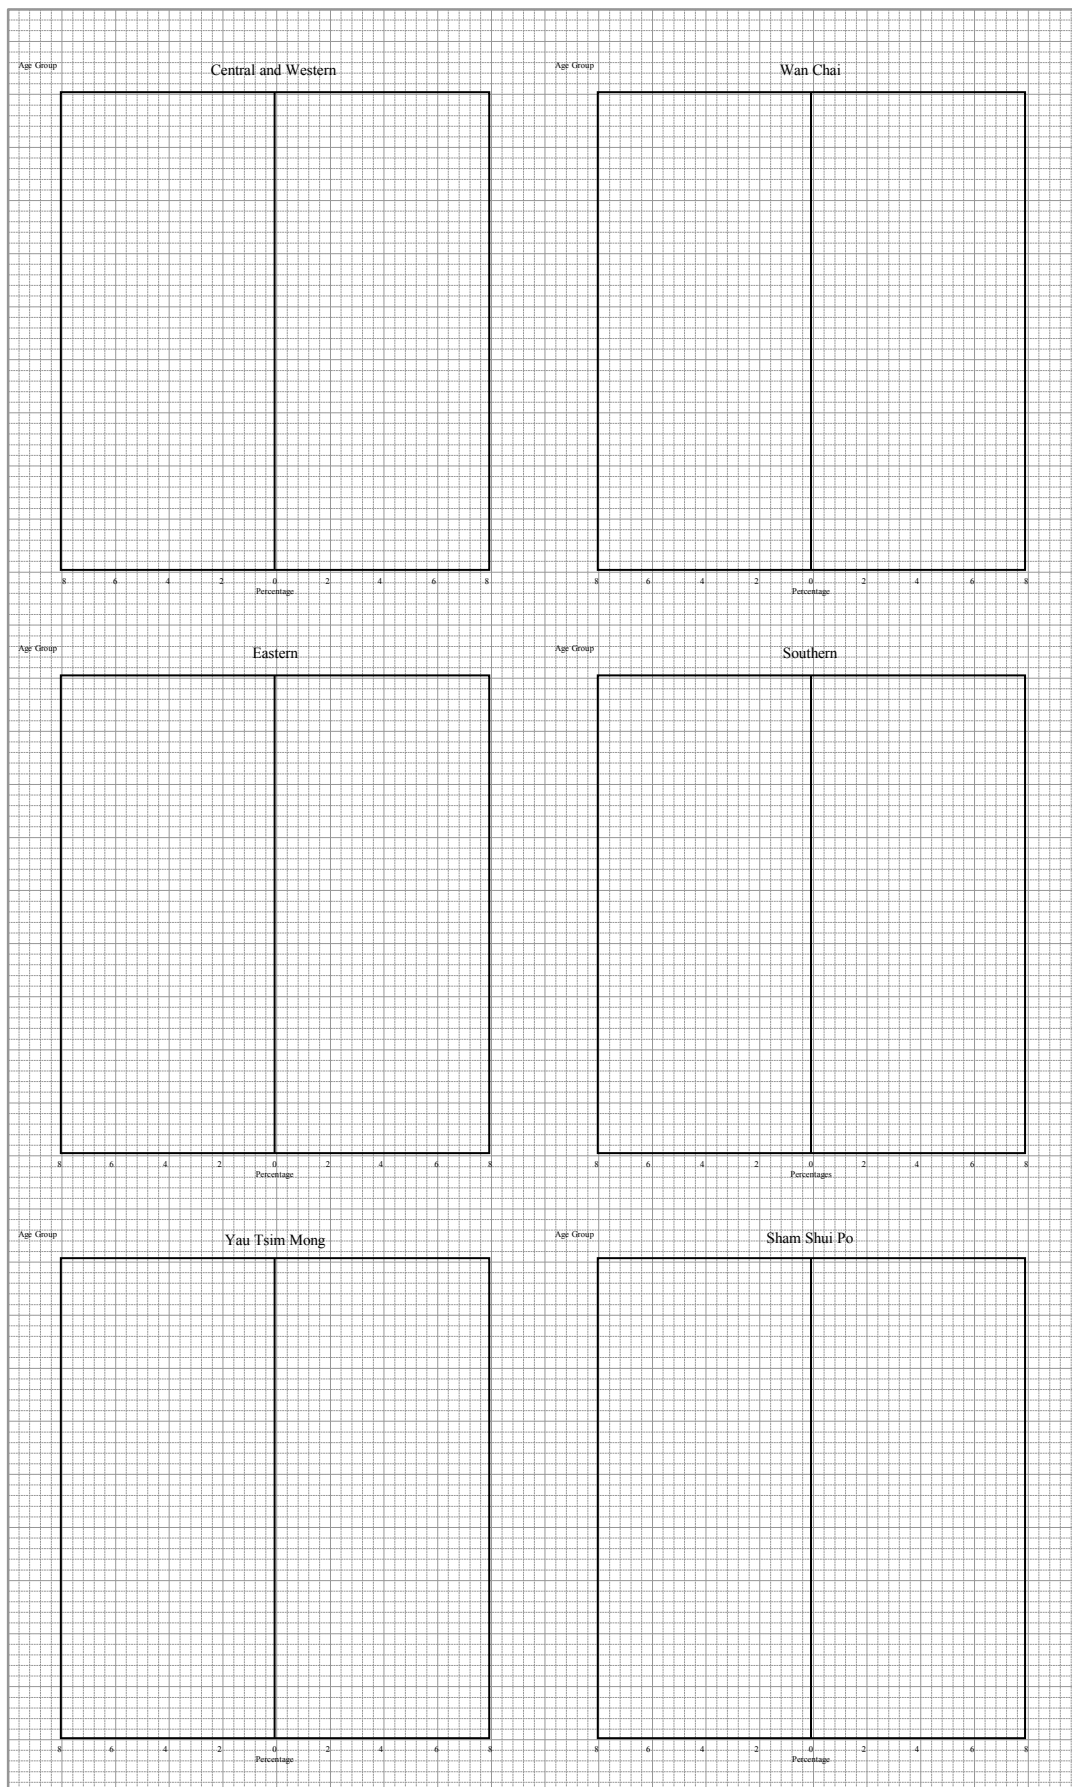 Age Group
Central and Western
8 6 4 2 0 2 4 6 8
Percentage
Age Group
Wan Chai
8 6 4 2 0 2 4 6 8
Percentage
Age Group
Eastern
8 6 4 2 0 2 4 6 8
Percentage
Age Group
Southern
8 6 4 2 0 2 4 6 8
Percentages
Age Group
Yau Tsim Mong
8 6 4 2 0 2 4 6 8
Percentage
Age Group
Sham Shui Po
8 6 4 2 0 2 4 6 8
Percentage